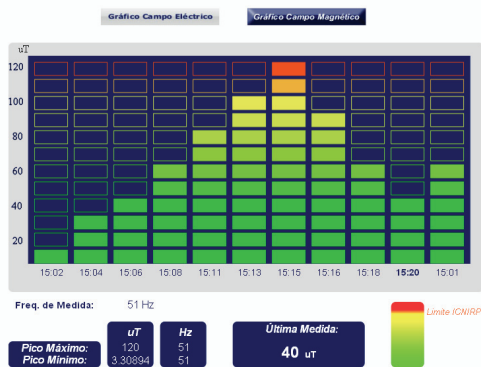 Gráfico Campo Eléctrico
Gráfico Campo Magnético
uT
120
100
80
60
40
20
15:02 15:04 15:06 15:08 15:11 15:13 15:15 15:16 15:18 15:20 15:01
Freq. de Medida: 51 Hz
Limite ICNIRP
uT Hz
Pico Máximo: 120 51
Pico Mínimo: 3.30894 51
Última Medida:
40 uT